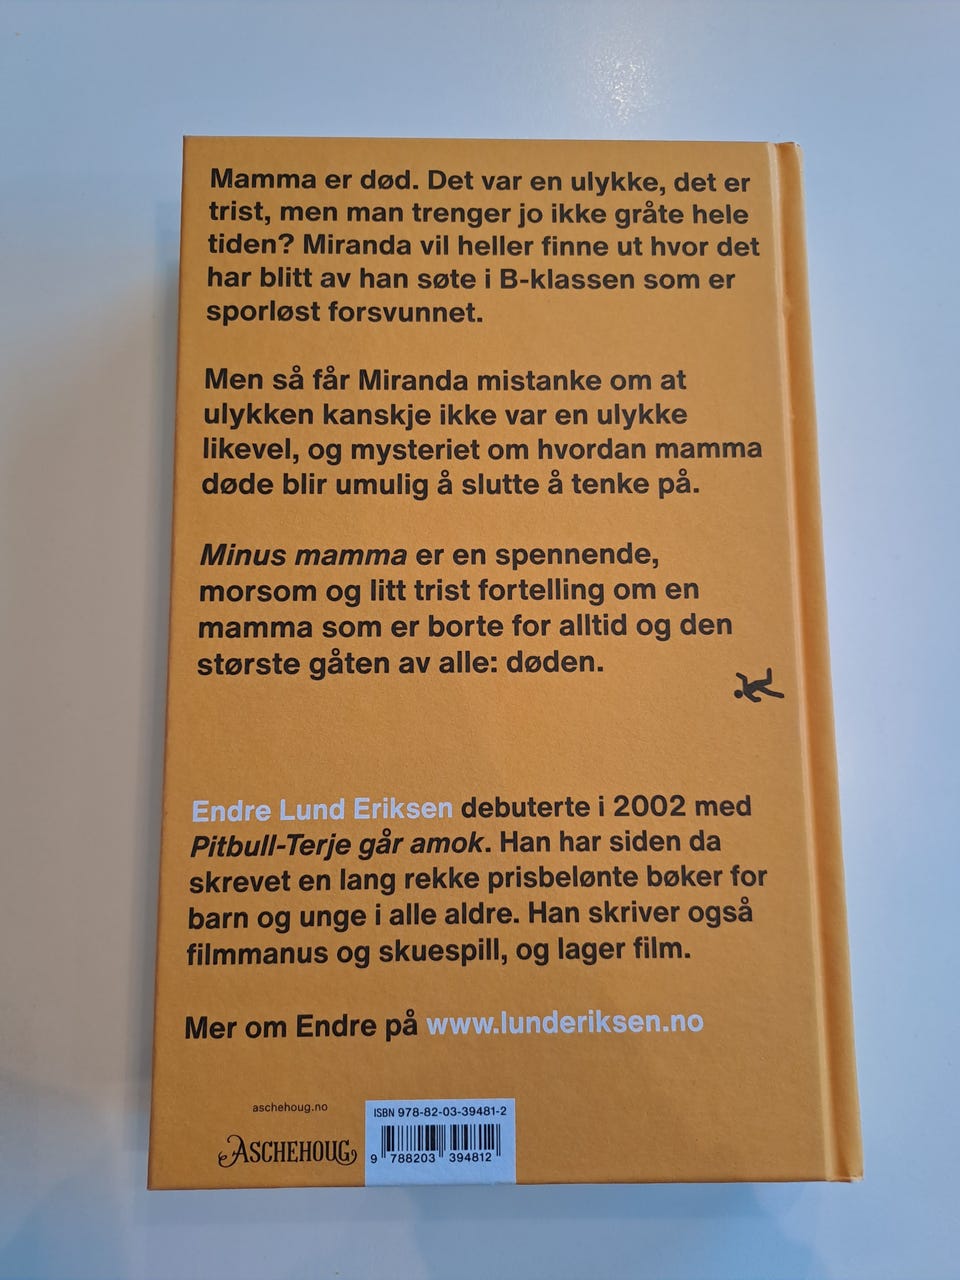 Mamma er død. Det var en ulykke, det er
trist, men man trenger jo ikke gråte hele
tiden? Miranda vil heller finne ut hvor det
har blitt av han søte i B-klassen som er
sporløst forsvunnet.
Men så får Miranda mistanke om at
ulykken kanskje ikke var en ulykke
likevel, og mysteriet om hvordan mamma
døde blir umulig å slutte å tenke på.
Minus mamma er en spennende,
morsom og litt trist fortelling om en
mamma som er borte for alltid og den
største gåten av alle: døden.
Endre Lund Eriksen debuterte i 2002 med
Pitbull-Terje går amok. Han har siden da
skrevet en lang rekke prisbelønte bøker for
barn og unge i alle aldre. Han skriver også
filmmanus og skuespill, og lager film.
Mer om Endre på www.lunderiksen.no
aschehoug.no
ASCHEHOUG
ISBN 978-82-03-39481-2
9 788203 394812